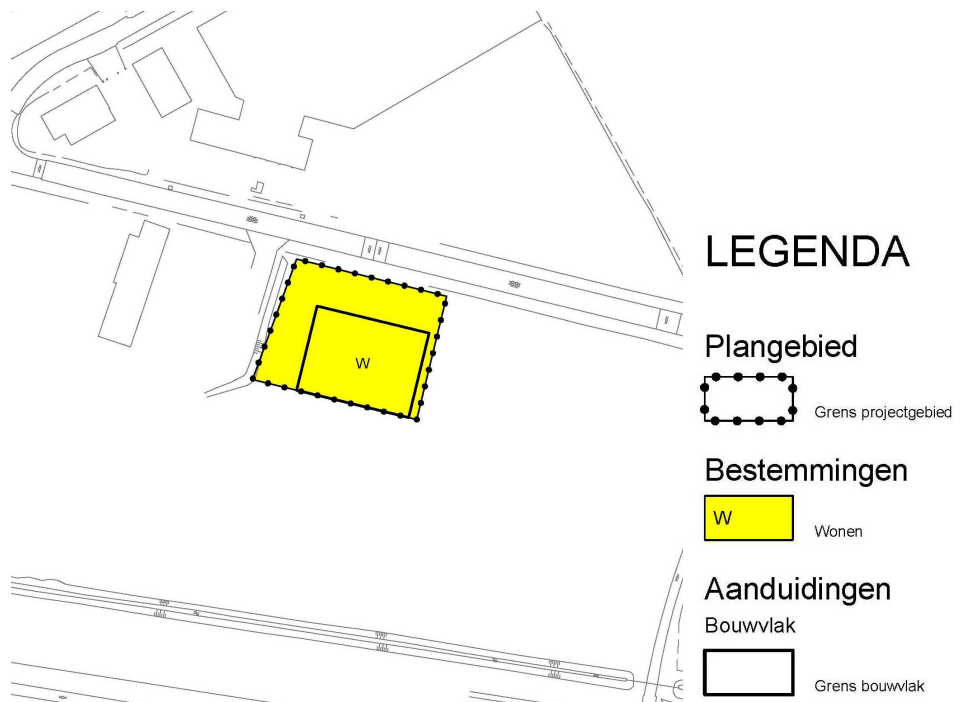 W
LEGENDA
Plangebied
Grens projectgebied
Bestemmingen
W
Wonen
Aanduidingen
Bouwvlak
Grens bouwvlak